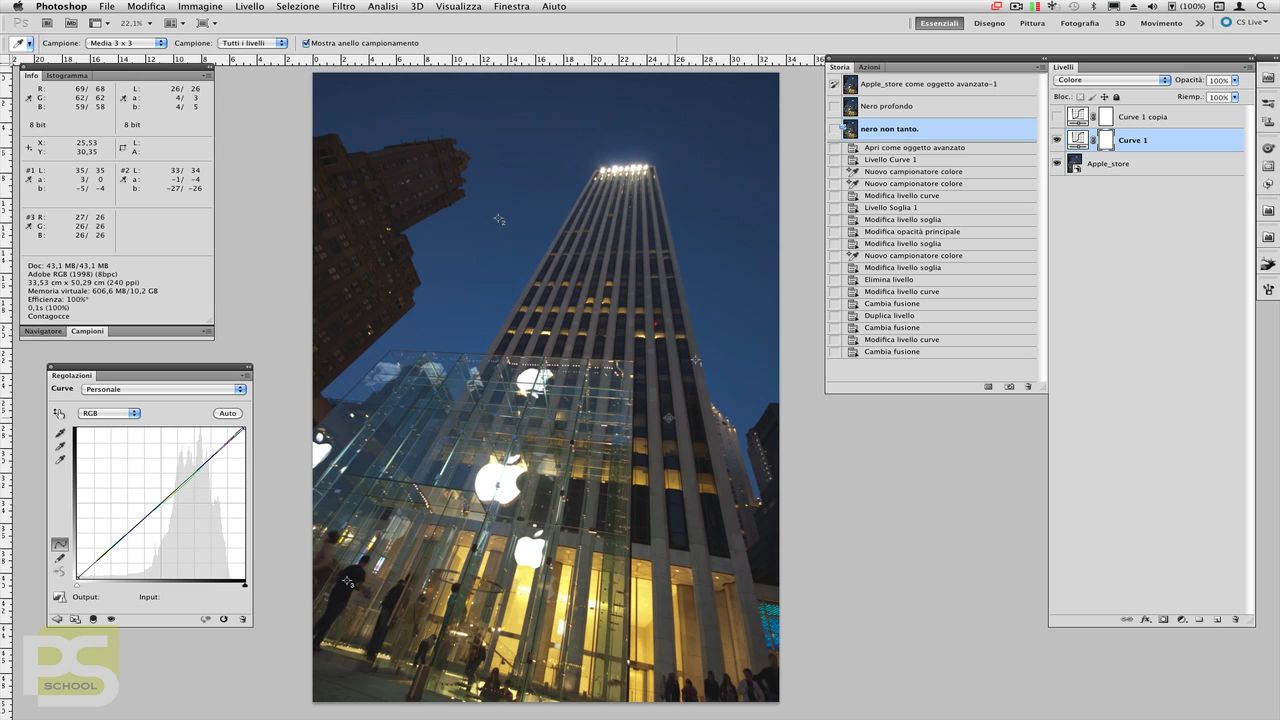 Photoshop File Modifica Immagine Livello Selezione Filtro Analisi 3D Visualizza Finestra Aiuto (100%)
Ps Br Mb 22,1% Essenziali Disegno Pittura Fotografia 3D Movimento >> CS Live
Campione: Media 3 x 3 Campione: Tutti i livelli Mostra anello campionamento
Info Istogramma
R: 69/ 68 L: 26/ 26
G: 62/ 62 a: 4/ 3
B: 59/ 58 b: 4/ 5
8 bit 8 bit
X: 25,53 L:
Y: 30,35 A:
#1 L: 35/ 35 #2 L: 26/ 26
a: 3/ 0 a: -1/ -4
b: -5/ -4 b: -27/ -26
#3 R: 27/ 26
G: 26/ 26
B: 26/ 26
Doc: 43,1 MB/43,1 MB
Adobe RGB (1998) (8bpc)
33,53 cm x 50,29 cm (240 ppi)
Memoria virtuale: 606,6 MB/10,2 GB
Efficienza: 100%*
0,1s (100%)
Contagocce
Navigatore Campioni
Regolazioni
Curve Personale
RGB Auto
Output: Input:
PS
SCHOOL
Storia Azioni
Apple_store come oggetto avanzato-1
Nero profondo
nero non tanto.
Apri come oggetto avanzato
Livello Curve 1
Nuovo campionatore colore
Nuovo campionatore colore
Modifica livello curve
Livello Soglia 1
Modifica livello soglia
Modifica opacità principale
Modifica livello soglia
Nuovo campionatore colore
Modifica livello soglia
Elimina livello
Modifica livello curve
Cambia fusione
Duplica livello
Cambia fusione
Modifica livello curve
Cambia fusione
Livelli
Colore Opacità: 100%
Bloc.: Riemp.: 100%
Curve 1 copia
Curve 1
Apple_store